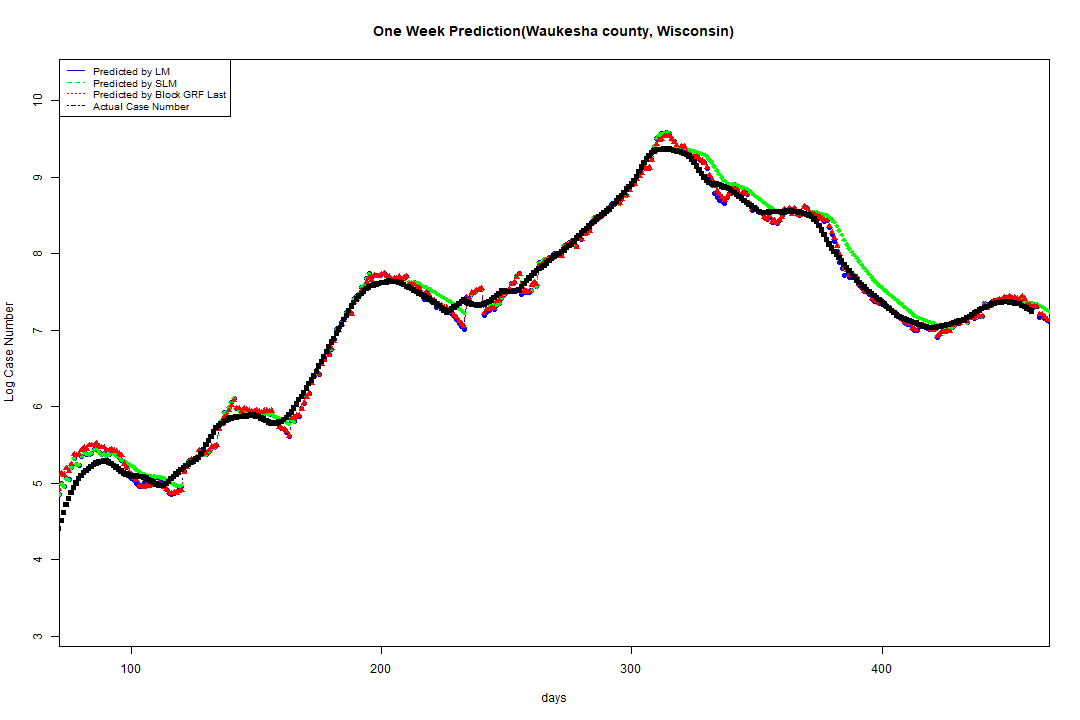 One Week Prediction(Waukesha county, Wisconsin)
Predicted by LM
Predicted by SLM
Predicted by Block GRF Last
Actual Case Number
Log Case Number
10
9
8
7
6
5
4
3
100 200 300 400
days